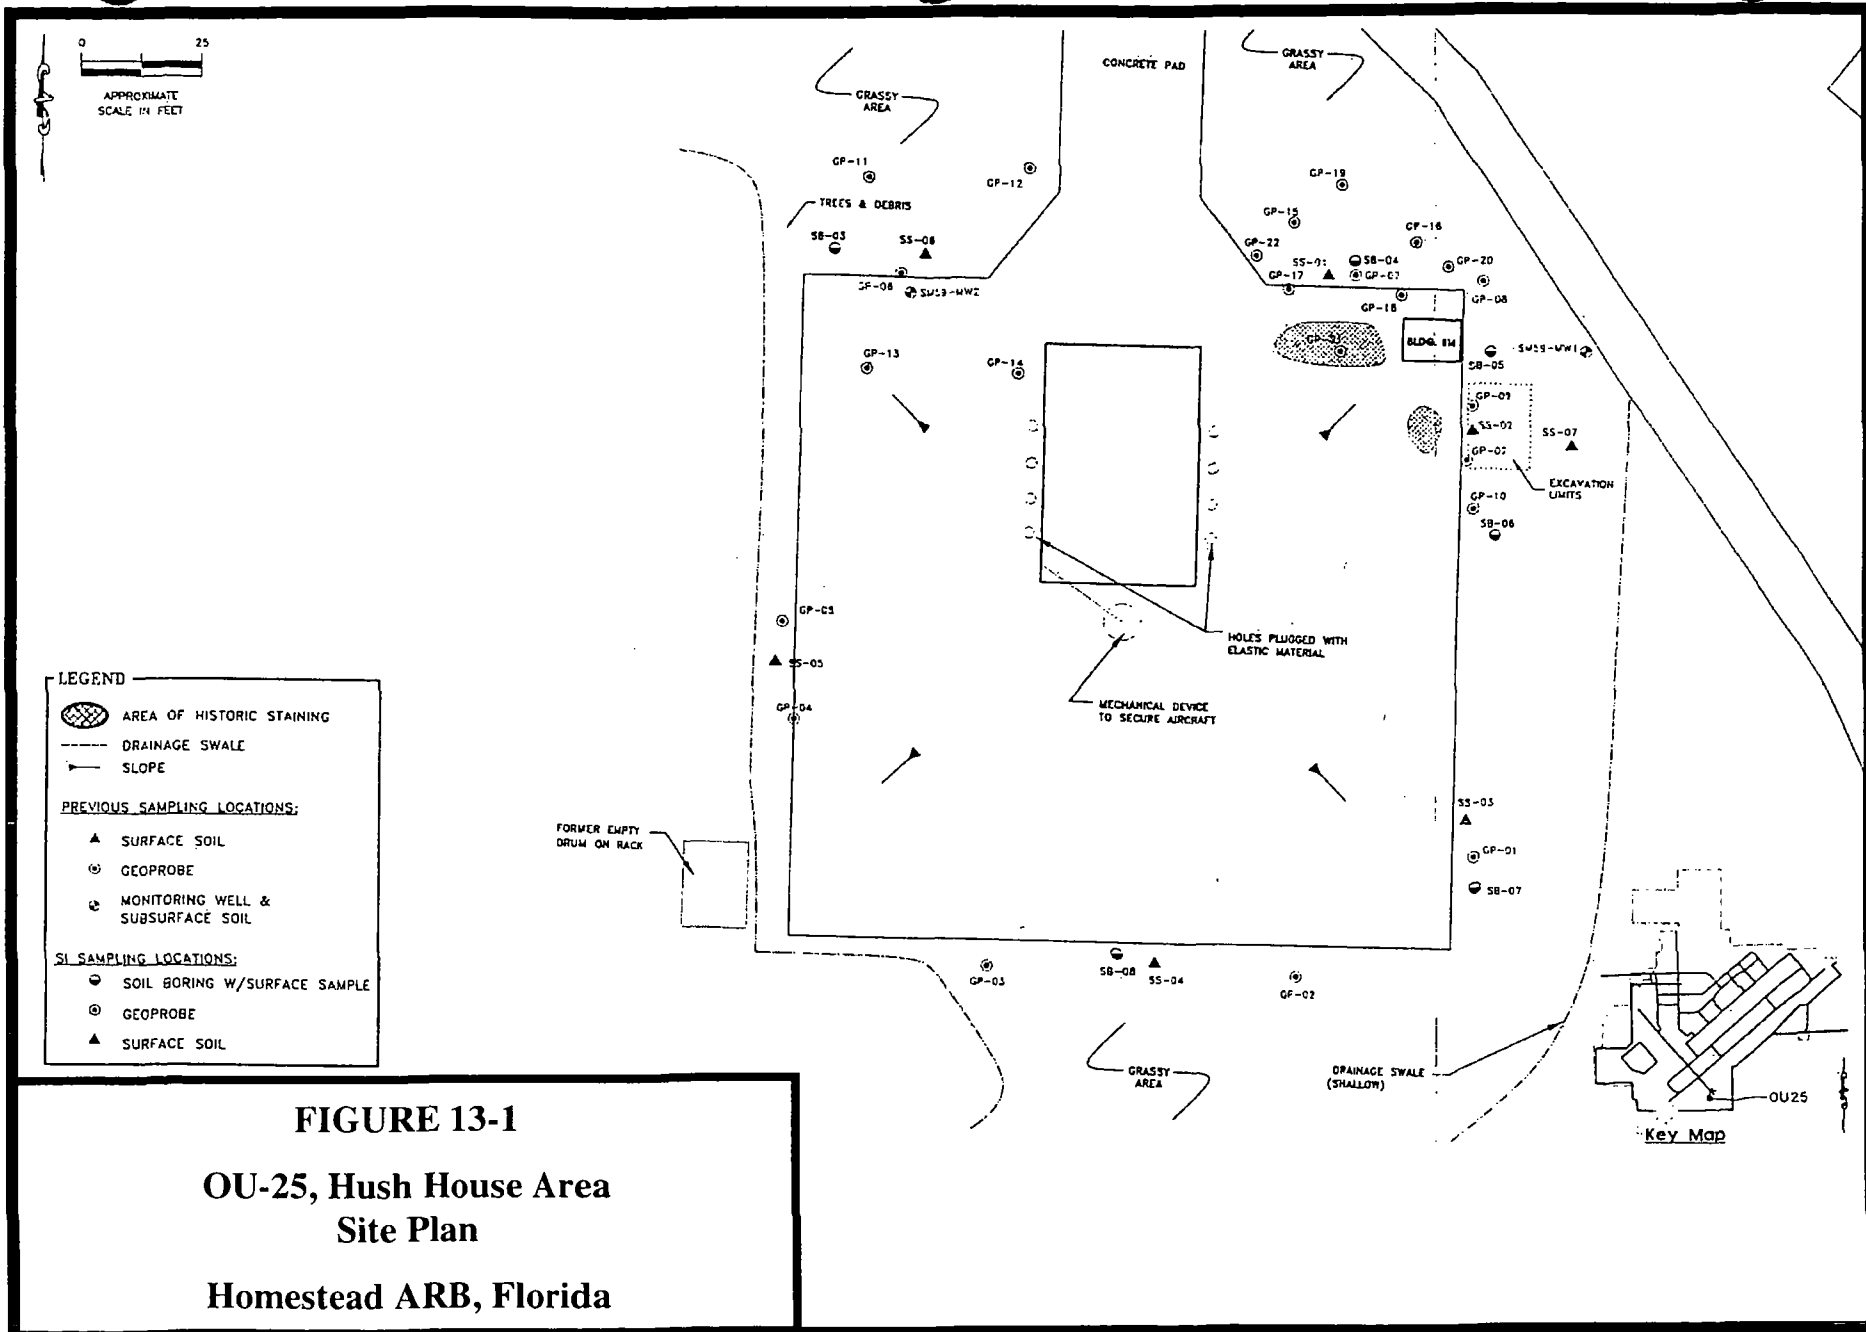 0 25
APPROXIMATE
SCALE IN FEET
GRASSY
AREA
CONCRETE PAD
GRASSY
AREA
GP-11
GP-12
GP-19
TREES & DEBRIS
GP-15
GP-16
SB-03
SS-06
GP-22
SS-01
SB-04
GP-20
GP-17
GP-07
GP-08
SM59-MW2
GP-18
GP-08
BLDG. 814
GP-13
GP-14
SB-05
SM59-MW1
GP-09
SS-02
SS-07
GP-10
EXCAVATION
LIMITS
SB-06
GP-05
HOLES PLUGGED WITH
ELASTIC MATERIAL
SS-05
GP-04
MECHANICAL DEVICE
TO SECURE AIRCRAFT
LEGEND
AREA OF HISTORIC STAINING
DRAINAGE SWALE
SLOPE
PREVIOUS SAMPLING LOCATIONS:
SURFACE SOIL
GEOPROBE
MONITORING WELL &
SUBSURFACE SOIL
SI SAMPLING LOCATIONS:
SOIL BORING W/SURFACE SAMPLE
GEOPROBE
SURFACE SOIL
FORMER EMPTY
DRUM ON RACK
SS-03
GP-01
SB-07
GP-03
SB-08
SS-04
GP-02
GRASSY
AREA
DRAINAGE SWALE
(SHALLOW)
OU25
Key Map
FIGURE 13-1
OU-25, Hush House Area
Site Plan
Homestead ARB, Florida